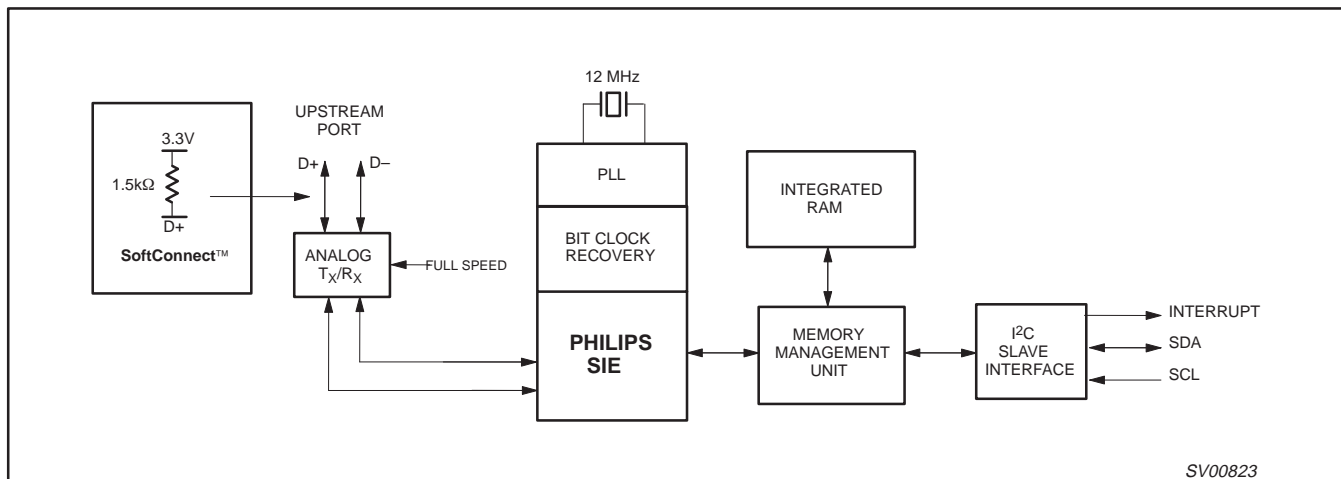 12 MHz
UPSTREAM
PORT
3.3V
1.5kΩ
D+
SoftConnect™
D+
D–
ANALOG
TX/RX
FULL SPEED
PLL
BIT CLOCK
RECOVERY
PHILIPS
SIE
INTEGRATED
RAM
MEMORY
MANAGEMENT
UNIT
I²C
SLAVE
INTERFACE
INTERRUPT
SDA
SCL
SV00823